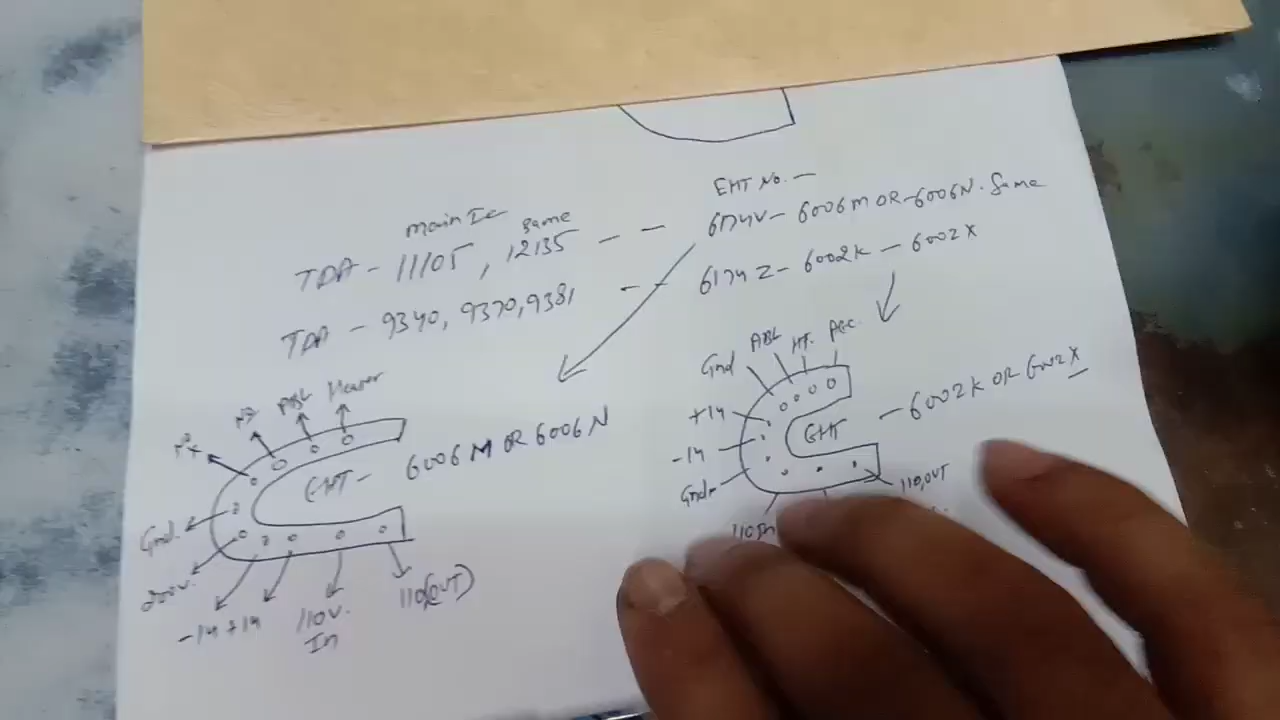 EHT No. —
main Ic same
TDA - 11105, 12135 — — 6174V - 6006M OR - 6006N. Same
TDA - 9340, 9370, 9381 — — 6174Z - 6002K - 6002X
Gnd ABL HT. AGC.
+14
-14
Gnd
EHT - 6002K OR 6002X
110 In
110, OUT
NP ABL Heater
EHT - 6006M OR 6006N
Gnd.
200V.
-14 +14 110V. In 110(OUT)